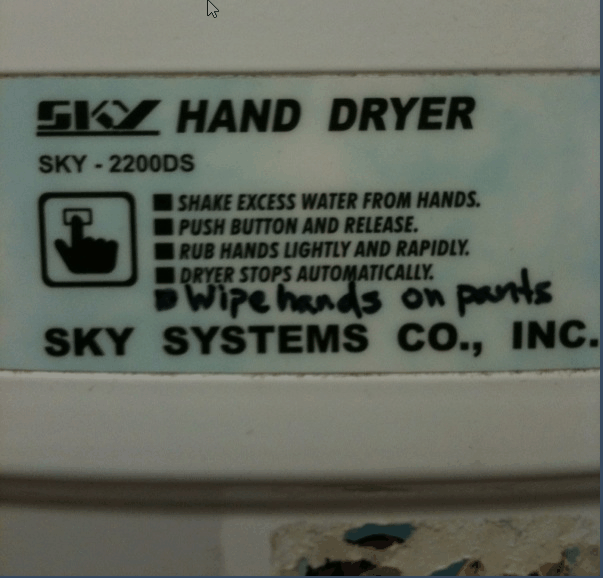 SKY HAND DRYER
SKY - 2200DS
SHAKE EXCESS WATER FROM HANDS.
PUSH BUTTON AND RELEASE.
RUB HANDS LIGHTLY AND RAPIDLY.
DRYER STOPS AUTOMATICALLY.
Wipe hands on pants
SKY SYSTEMS CO., INC.